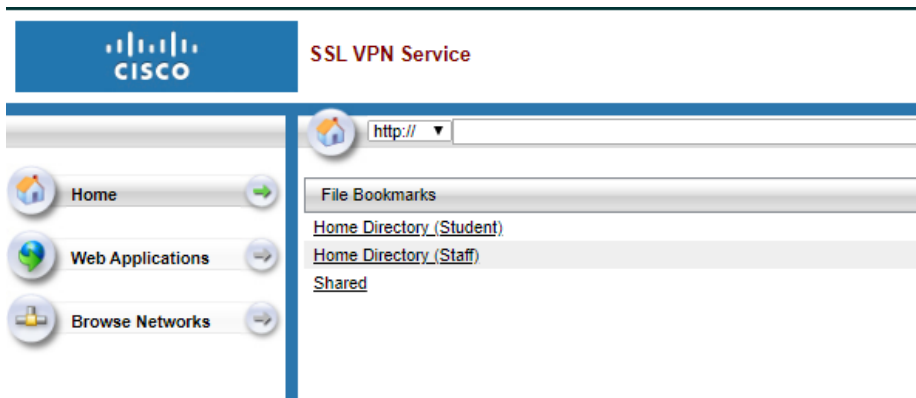 CISCO
SSL VPN Service
http://
Home
Web Applications
Browse Networks
File Bookmarks
Home Directory (Student)
Home Directory (Staff)
Shared